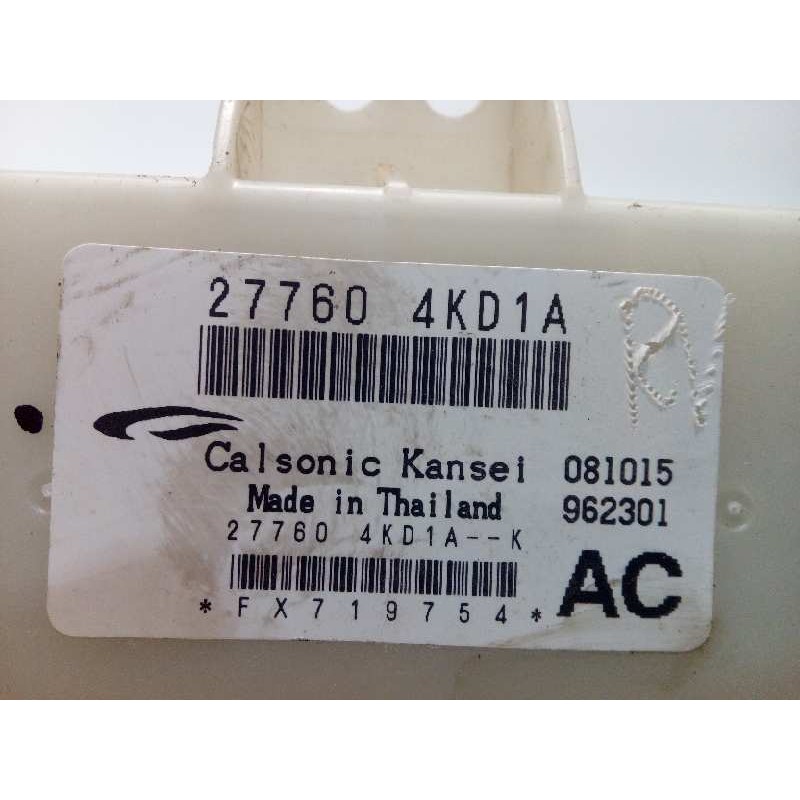 27760 4KD1A
Calsonic Kansei 081015
Made in Thailand 962301
27760 4KD1A--K
*FX719754* AC